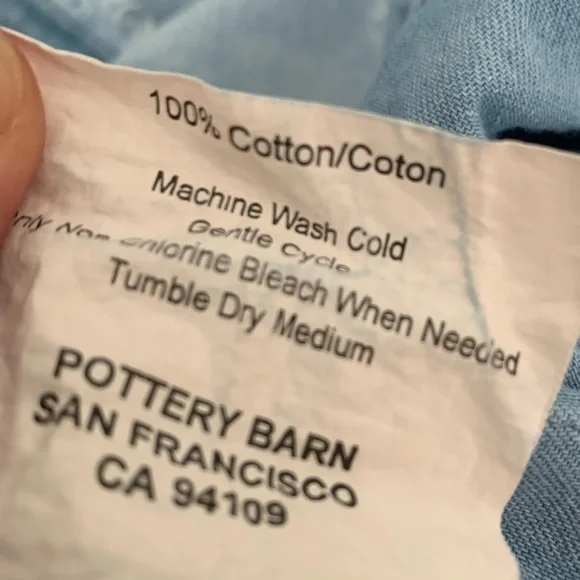 100% Cotton/Coton
Machine Wash Cold
Gentle Cycle
Only Non-Chlorine Bleach When Needed
Tumble Dry Medium
POTTERY BARN
SAN FRANCISCO
CA 94109